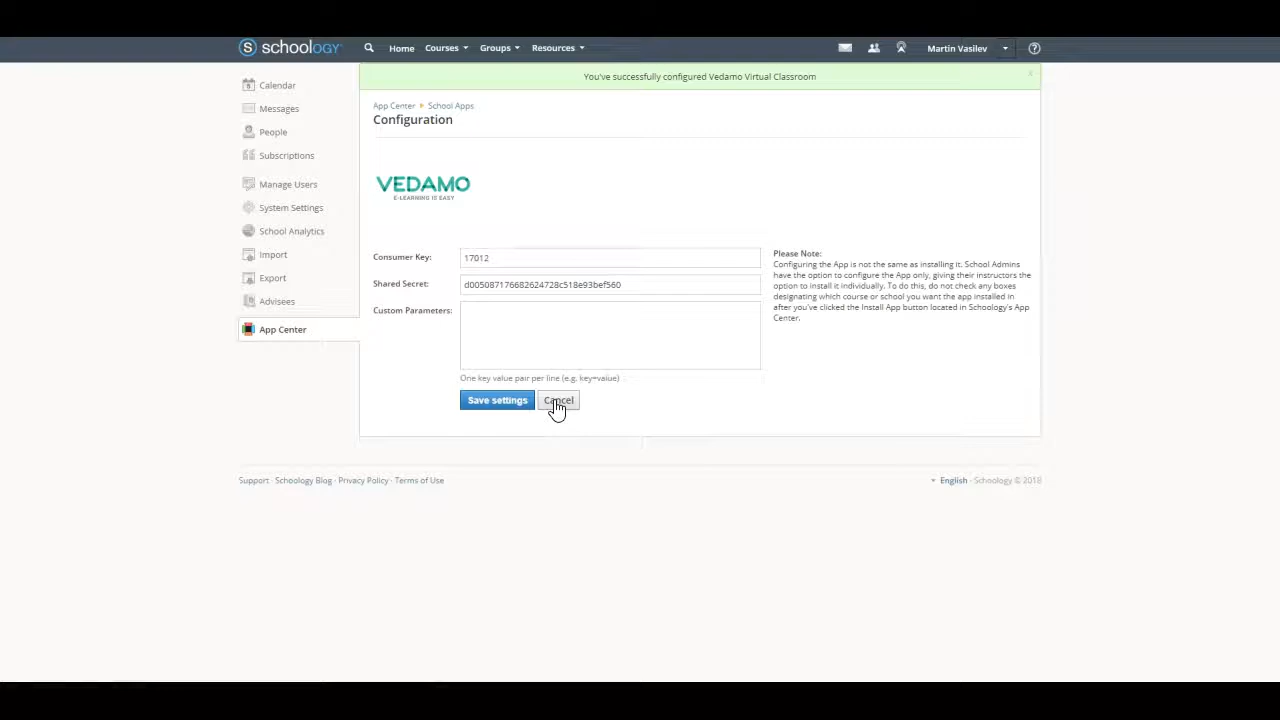 schoology Home Courses Groups Resources Martin Vasilev
You've successfully configured Vedamo Virtual Classroom x
Calendar
Messages
People
Subscriptions
Manage Users
System Settings
School Analytics
Import
Export
Advisees
App Center
App Center School Apps
Configuration
VEDAMO
E-LEARNING IS EASY
Consumer Key: 17012
Shared Secret: d005087176682624728c518e93bef560
Custom Parameters:
One key value pair per line (e.g. key=value)
Save settings Cancel
Please Note:
Configuring the App is not the same as installing it. School Admins
have the option to configure the App only, giving their instructors the
option to install it individually. To do this, do not check any boxes
designating which course or school you want the app installed in
after you've clicked the Install App button located in Schoology's App
Center.
Support · Schoology Blog · Privacy Policy · Terms of Use
English · Schoology © 2018